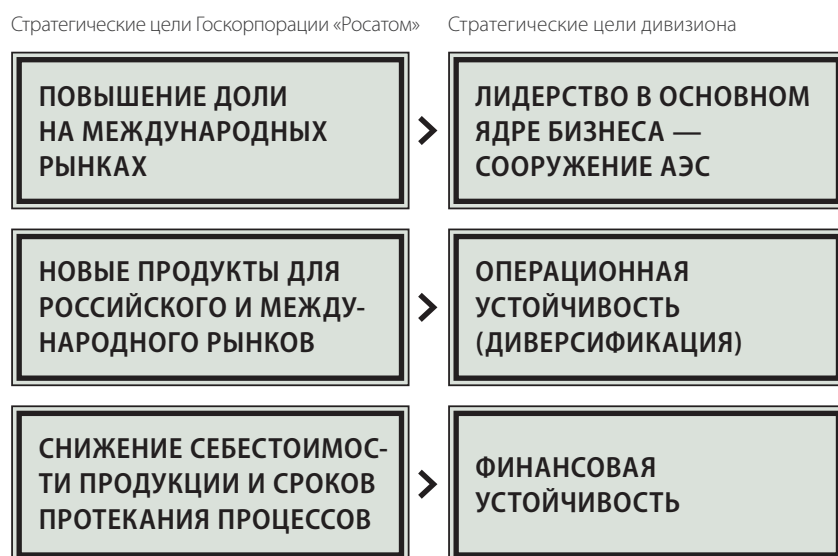 Стратегические цели Госкорпорации «Росатом»
Стратегические цели дивизиона
ПОВЫШЕНИЕ ДОЛИ
НА МЕЖДУНАРОДНЫХ
РЫНКАХ
>
ЛИДЕРСТВО В ОСНОВНОМ
ЯДРЕ БИЗНЕСА —
СООРУЖЕНИЕ АЭС
НОВЫЕ ПРОДУКТЫ ДЛЯ
РОССИЙСКОГО И МЕЖДУ-
НАРОДНОГО РЫНКОВ
>
ОПЕРАЦИОННАЯ
УСТОЙЧИВОСТЬ
(ДИВЕРСИФИКАЦИЯ)
СНИЖЕНИЕ СЕБЕСТОИМОС-
ТИ ПРОДУКЦИИ И СРОКОВ
ПРОТЕКАНИЯ ПРОЦЕССОВ
>
ФИНАНСОВАЯ
УСТОЙЧИВОСТЬ